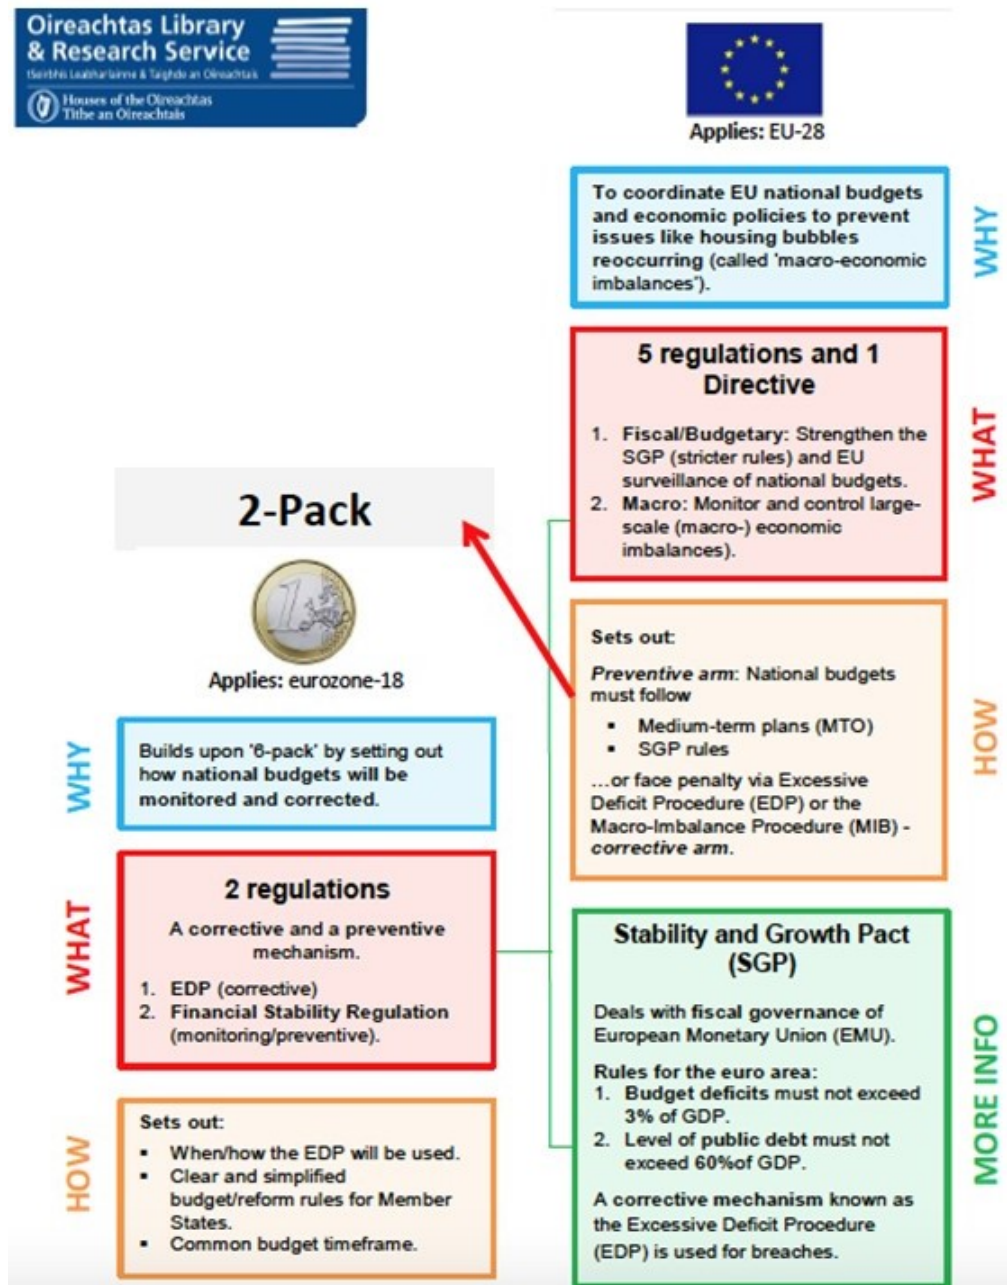 Oireachtas Library
& Research Service
tSeirbhís Leabharlainne & Taighde an Oireachtais
Houses of the Oireachtas
Tithe an Oireachtais
Applies: EU-28
To coordinate EU national budgets
and economic policies to prevent
issues like housing bubbles
reoccurring (called 'macro-economic
imbalances').
WHY
5 regulations and 1
Directive
1. Fiscal/Budgetary: Strengthen the
SGP (stricter rules) and EU
surveillance of national budgets.
2. Macro: Monitor and control large-
scale (macro-) economic
imbalances).
WHAT
Sets out:
Preventive arm: National budgets
must follow
▪ Medium-term plans (MTO)
▪ SGP rules
...or face penalty via Excessive
Deficit Procedure (EDP) or the
Macro-Imbalance Procedure (MIB) -
corrective arm.
HOW
Stability and Growth Pact
(SGP)
Deals with fiscal governance of
European Monetary Union (EMU).
Rules for the euro area:
1. Budget deficits must not exceed
3% of GDP.
2. Level of public debt must not
exceed 60%of GDP.
A corrective mechanism known as
the Excessive Deficit Procedure
(EDP) is used for breaches.
MORE INFO
2-Pack
1
Applies: eurozone-18
WHY
Builds upon '6-pack' by setting out
how national budgets will be
monitored and corrected.
WHAT
2 regulations
A corrective and a preventive
mechanism.
1. EDP (corrective)
2. Financial Stability Regulation
(monitoring/preventive).
HOW
Sets out:
▪ When/how the EDP will be used.
▪ Clear and simplified
budget/reform rules for Member
States.
▪ Common budget timeframe.